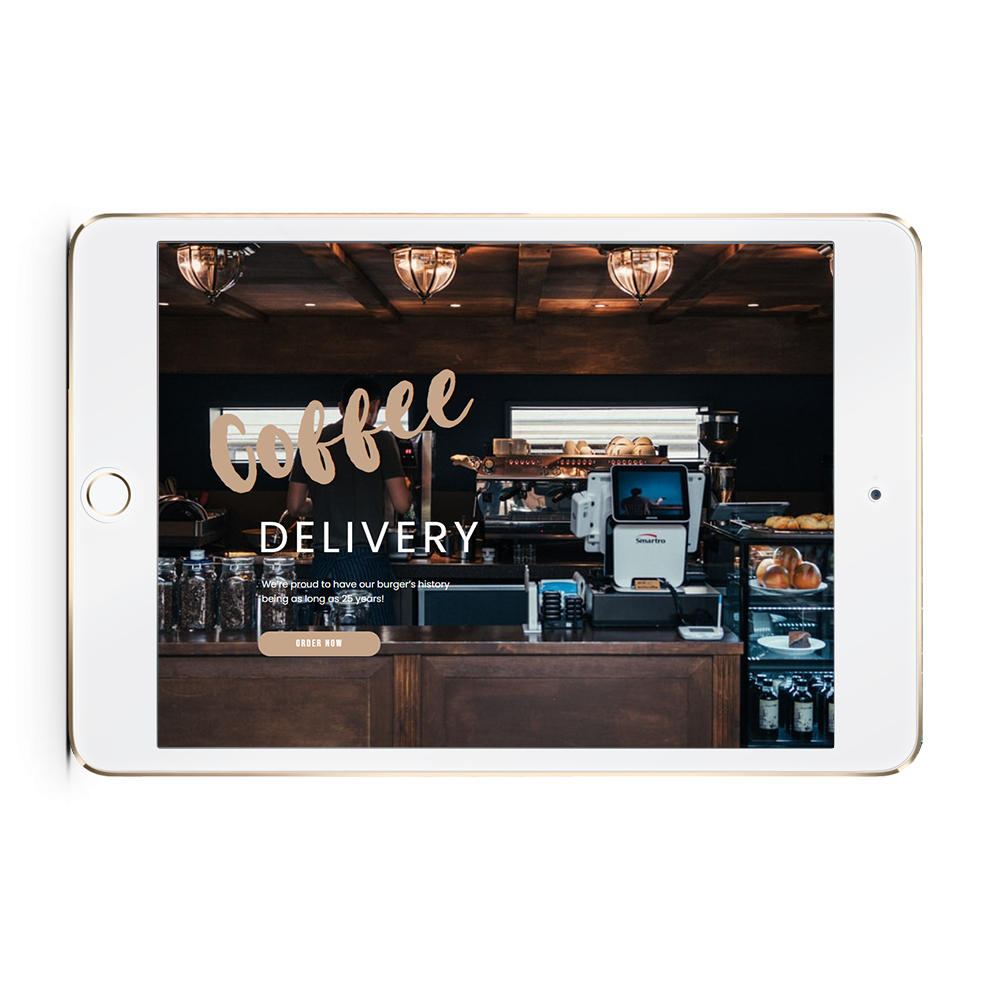 Coffee
DELIVERY
We're proud to have our burger's history
being as long as 25 years!
ORDER NOW
Smartro